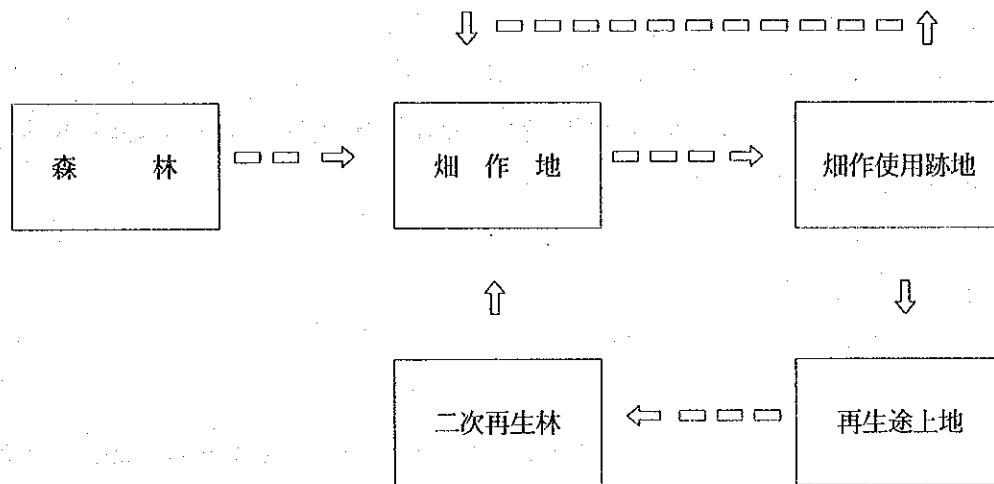 森 林
畑 作 地
畑作使用跡地
二次再生林
再生途上地